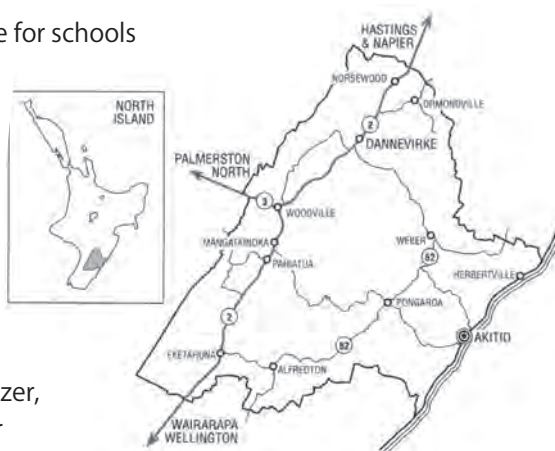 e for schools
HASTINGS
& NAPIER
NORSEWOOD
ORMONDVILLE
NORTH
ISLAND
2
DANNEVIRKE
PALMERSTON
NORTH
3
WOODVILLE
MANGATAINOKA
WEBER
PAHIATUA
52
HERBERTVILLE
PONGAROA
2
AKITIO
52
EKETAHUNA
ALFREDTON
zer,
WAIRARAPA
WELLINGTON